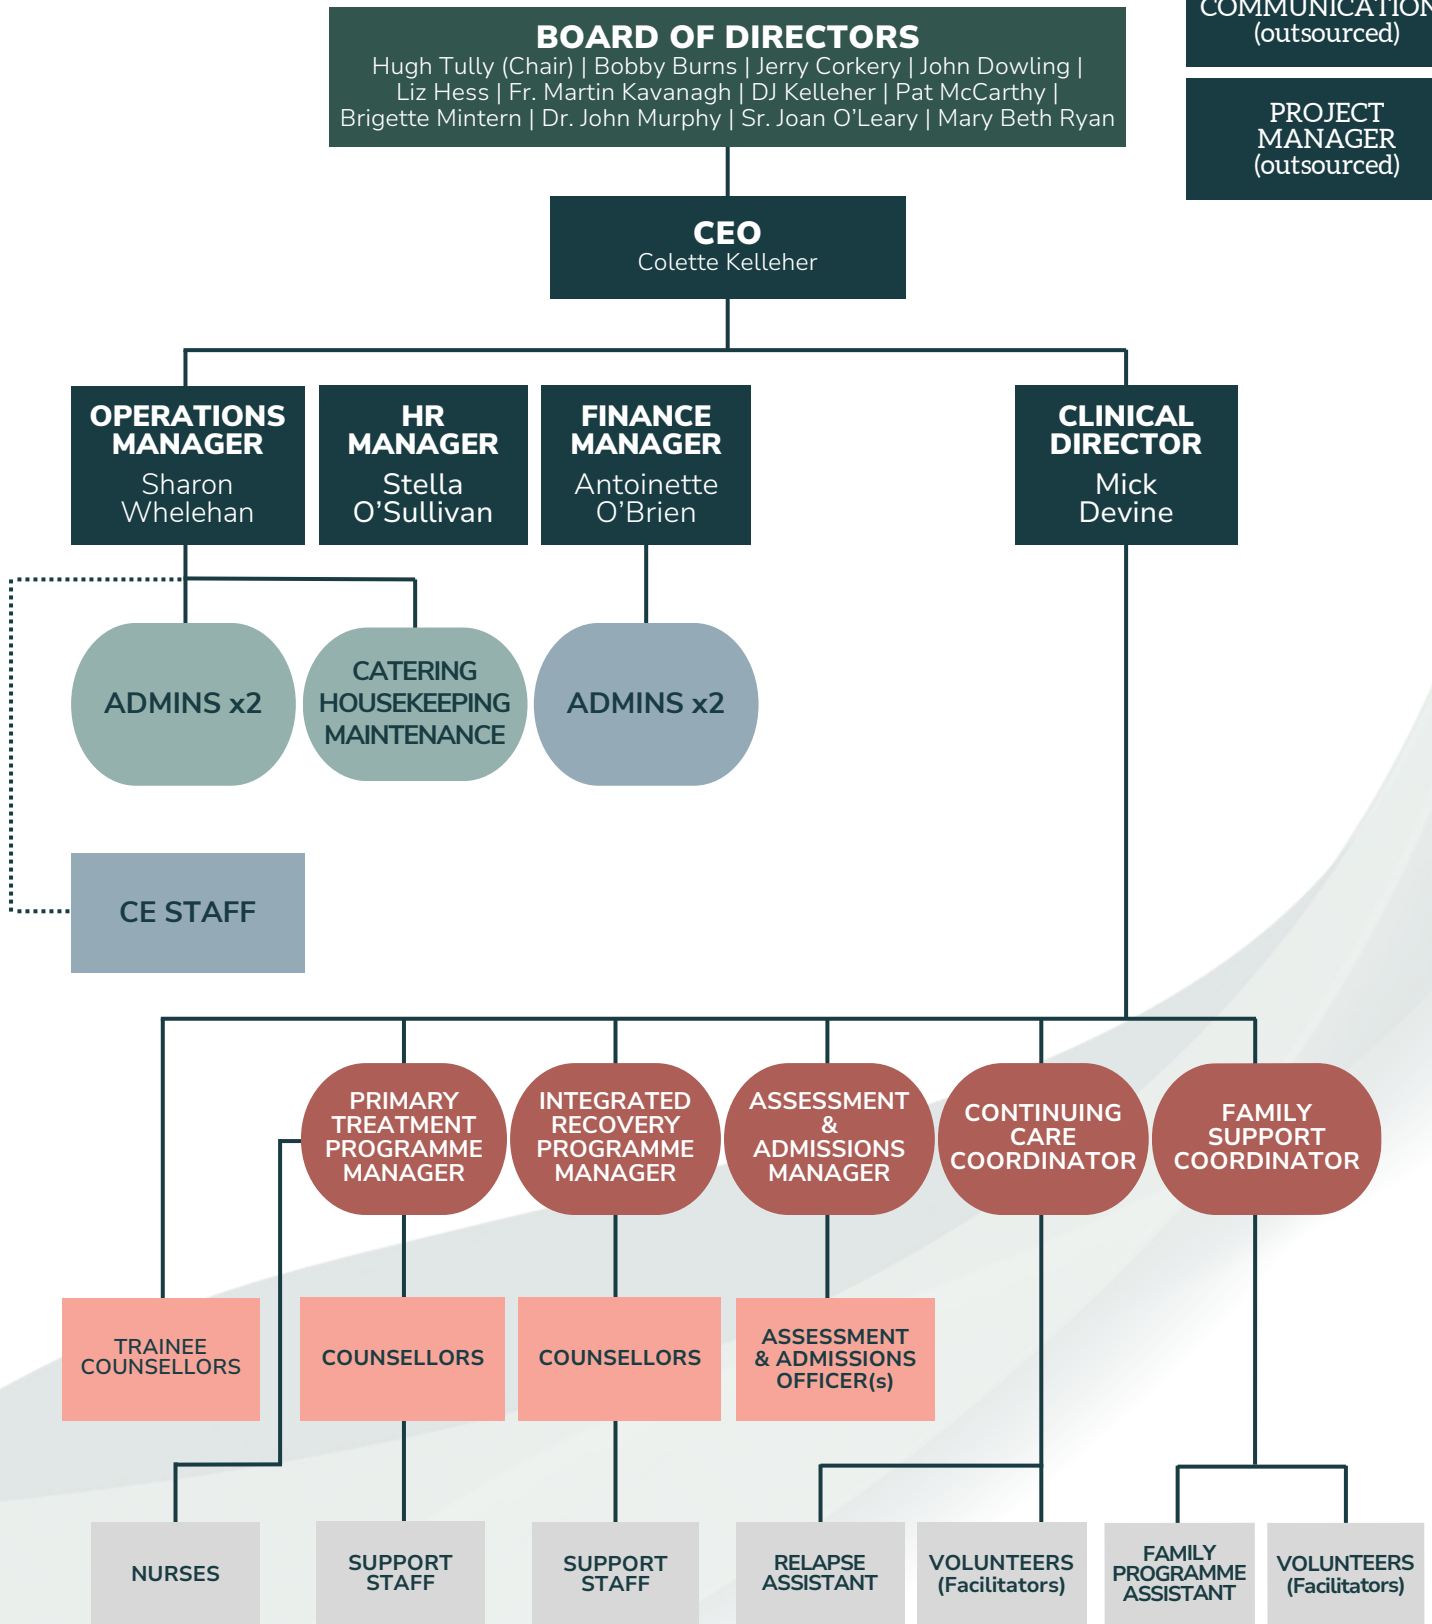 COMMUNICATION
(outsourced)
PROJECT
MANAGER
(outsourced)
BOARD OF DIRECTORS
Hugh Tully (Chair) | Bobby Burns | Jerry Corkery | John Dowling |
Liz Hess | Fr. Martin Kavanagh | DJ Kelleher | Pat McCarthy |
Brigette Mintern | Dr. John Murphy | Sr. Joan O’Leary | Mary Beth Ryan
CEO
Colette Kelleher
OPERATIONS
MANAGER
Sharon
Whelehan
HR
MANAGER
Stella
O’Sullivan
FINANCE
MANAGER
Antoinette
O’Brien
CLINICAL
DIRECTOR
Mick
Devine
ADMINS x2
CATERING
HOUSEKEEPING
MAINTENANCE
ADMINS x2
CE STAFF
PRIMARY
TREATMENT
PROGRAMME
MANAGER
INTEGRATED
RECOVERY
PROGRAMME
MANAGER
ASSESSMENT
&
ADMISSIONS
MANAGER
CONTINUING
CARE
COORDINATOR
FAMILY
SUPPORT
COORDINATOR
TRAINEE
COUNSELLORS
COUNSELLORS
COUNSELLORS
ASSESSMENT
& ADMISSIONS
OFFICER(s)
NURSES
SUPPORT
STAFF
SUPPORT
STAFF
RELAPSE
ASSISTANT
VOLUNTEERS
(Facilitators)
FAMILY
PROGRAMME
ASSISTANT
VOLUNTEERS
(Facilitators)